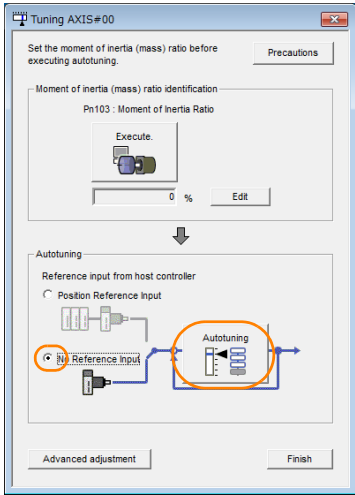 Tuning AXIS#00
Set the moment of inertia (mass) ratio before
executing autotuning.
Precautions
Moment of inertia (mass) ratio identification
Pn103 : Moment of Inertia Ratio
Execute.
0 %
Edit
Autotuning
Reference input from host controller
Position Reference Input
No Reference Input
Autotuning
Advanced adjustment
Finish